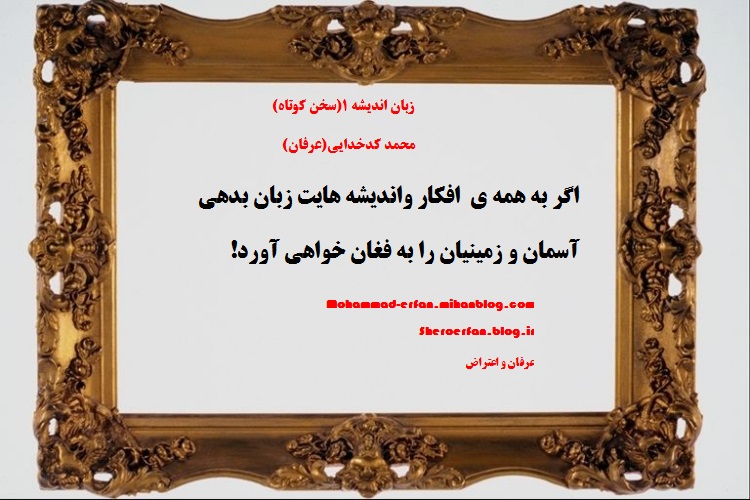 زبان اندیشه ۱(سخن کوتاه)
محمد کدخدایی(عرفان)
اگر به همه ی افکار واندیشه هایت زبان بدهی
آسمان و زمینیان را به فغان خواهی آورد!
Mohammad-erfan.mihanblog.com
Sheroerfan.blog.ir
عرفان و اعتراض